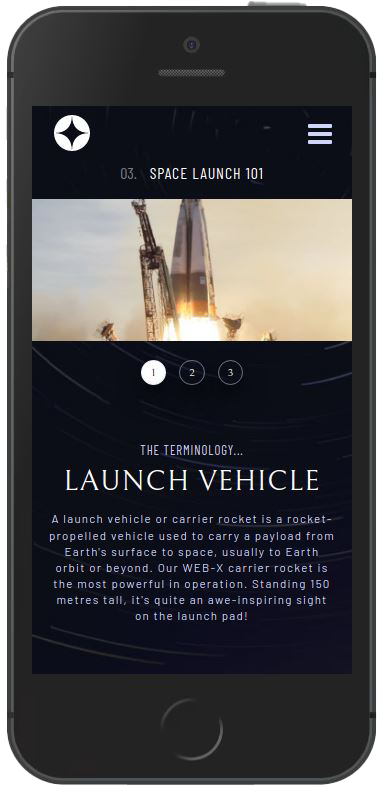 03. SPACE LAUNCH 101
1 2 3
THE TERMINOLOGY...
LAUNCH VEHICLE
A launch vehicle or carrier rocket is a rocket-
propelled vehicle used to carry a payload from
Earth's surface to space, usually to Earth
orbit or beyond. Our WEB-X carrier rocket is
the most powerful in operation. Standing 150
metres tall, it's quite an awe-inspiring sight
on the launch pad!